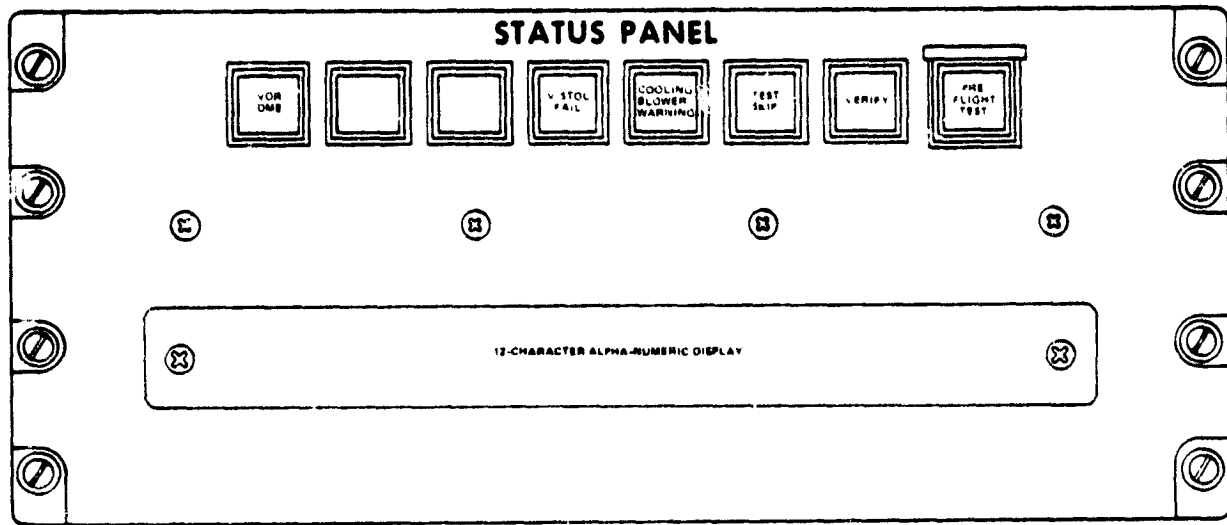 STATUS PANEL
VOR
DME
V/STOL
FAIL
COOLING
BLOWER
WARNING
TEST
SKIP
VERIFY
PRE
FLIGHT
TEST
12-CHARACTER ALPHA-NUMERIC DISPLAY